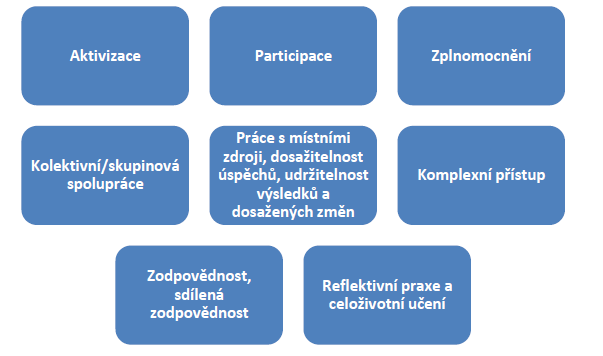 Aktivizace
Participace
Zplnomocnění
Kolektivní/skupinová
spolupráce
Práce s místními
zdroji, dosažitelnost
úspěchů, udržitelnost
výsledků a
dosažených změn
Komplexní přístup
Zodpovědnost,
sdílená
zodpovědnost
Reflektivní praxe a
celoživotní učení